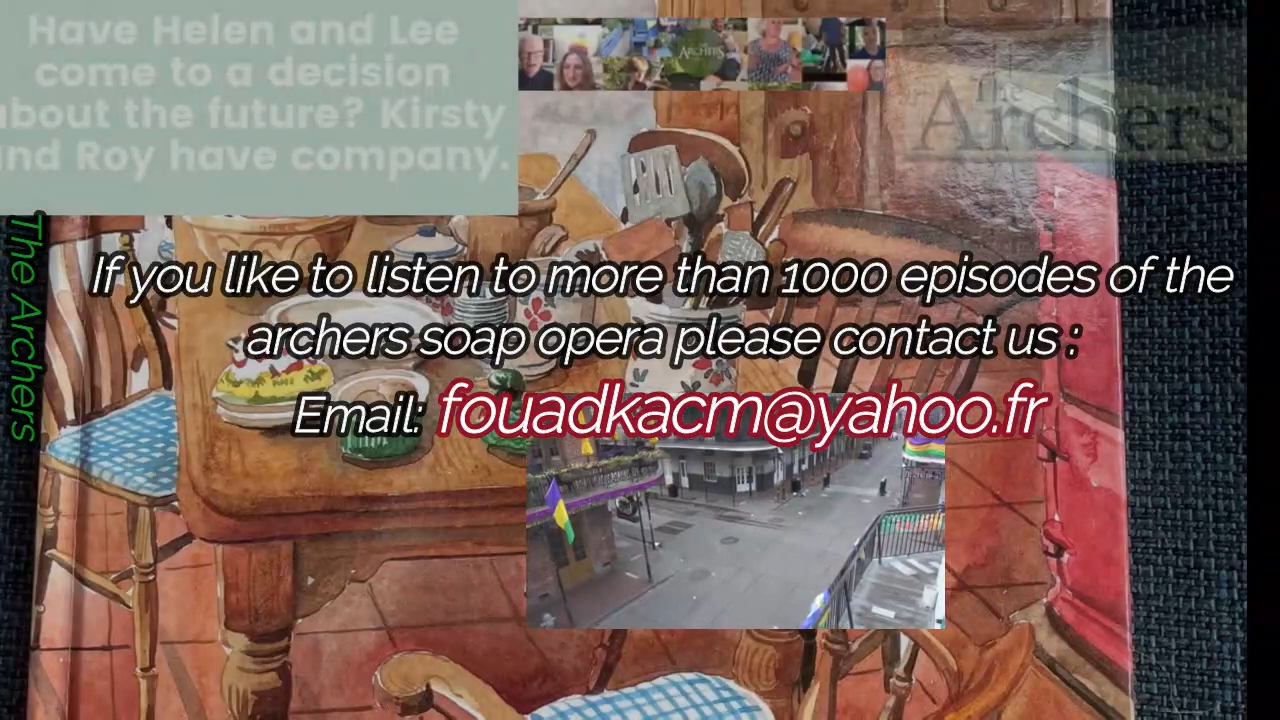 Have Helen and Lee
come to a decision
about the future? Kirsty
and Roy have company.
ARCHERS
The
Archers
The Archers
If you like to listen to more than 1000 episodes of the
archers soap opera please contact us :
Email: fouadkacm@yahoo.fr